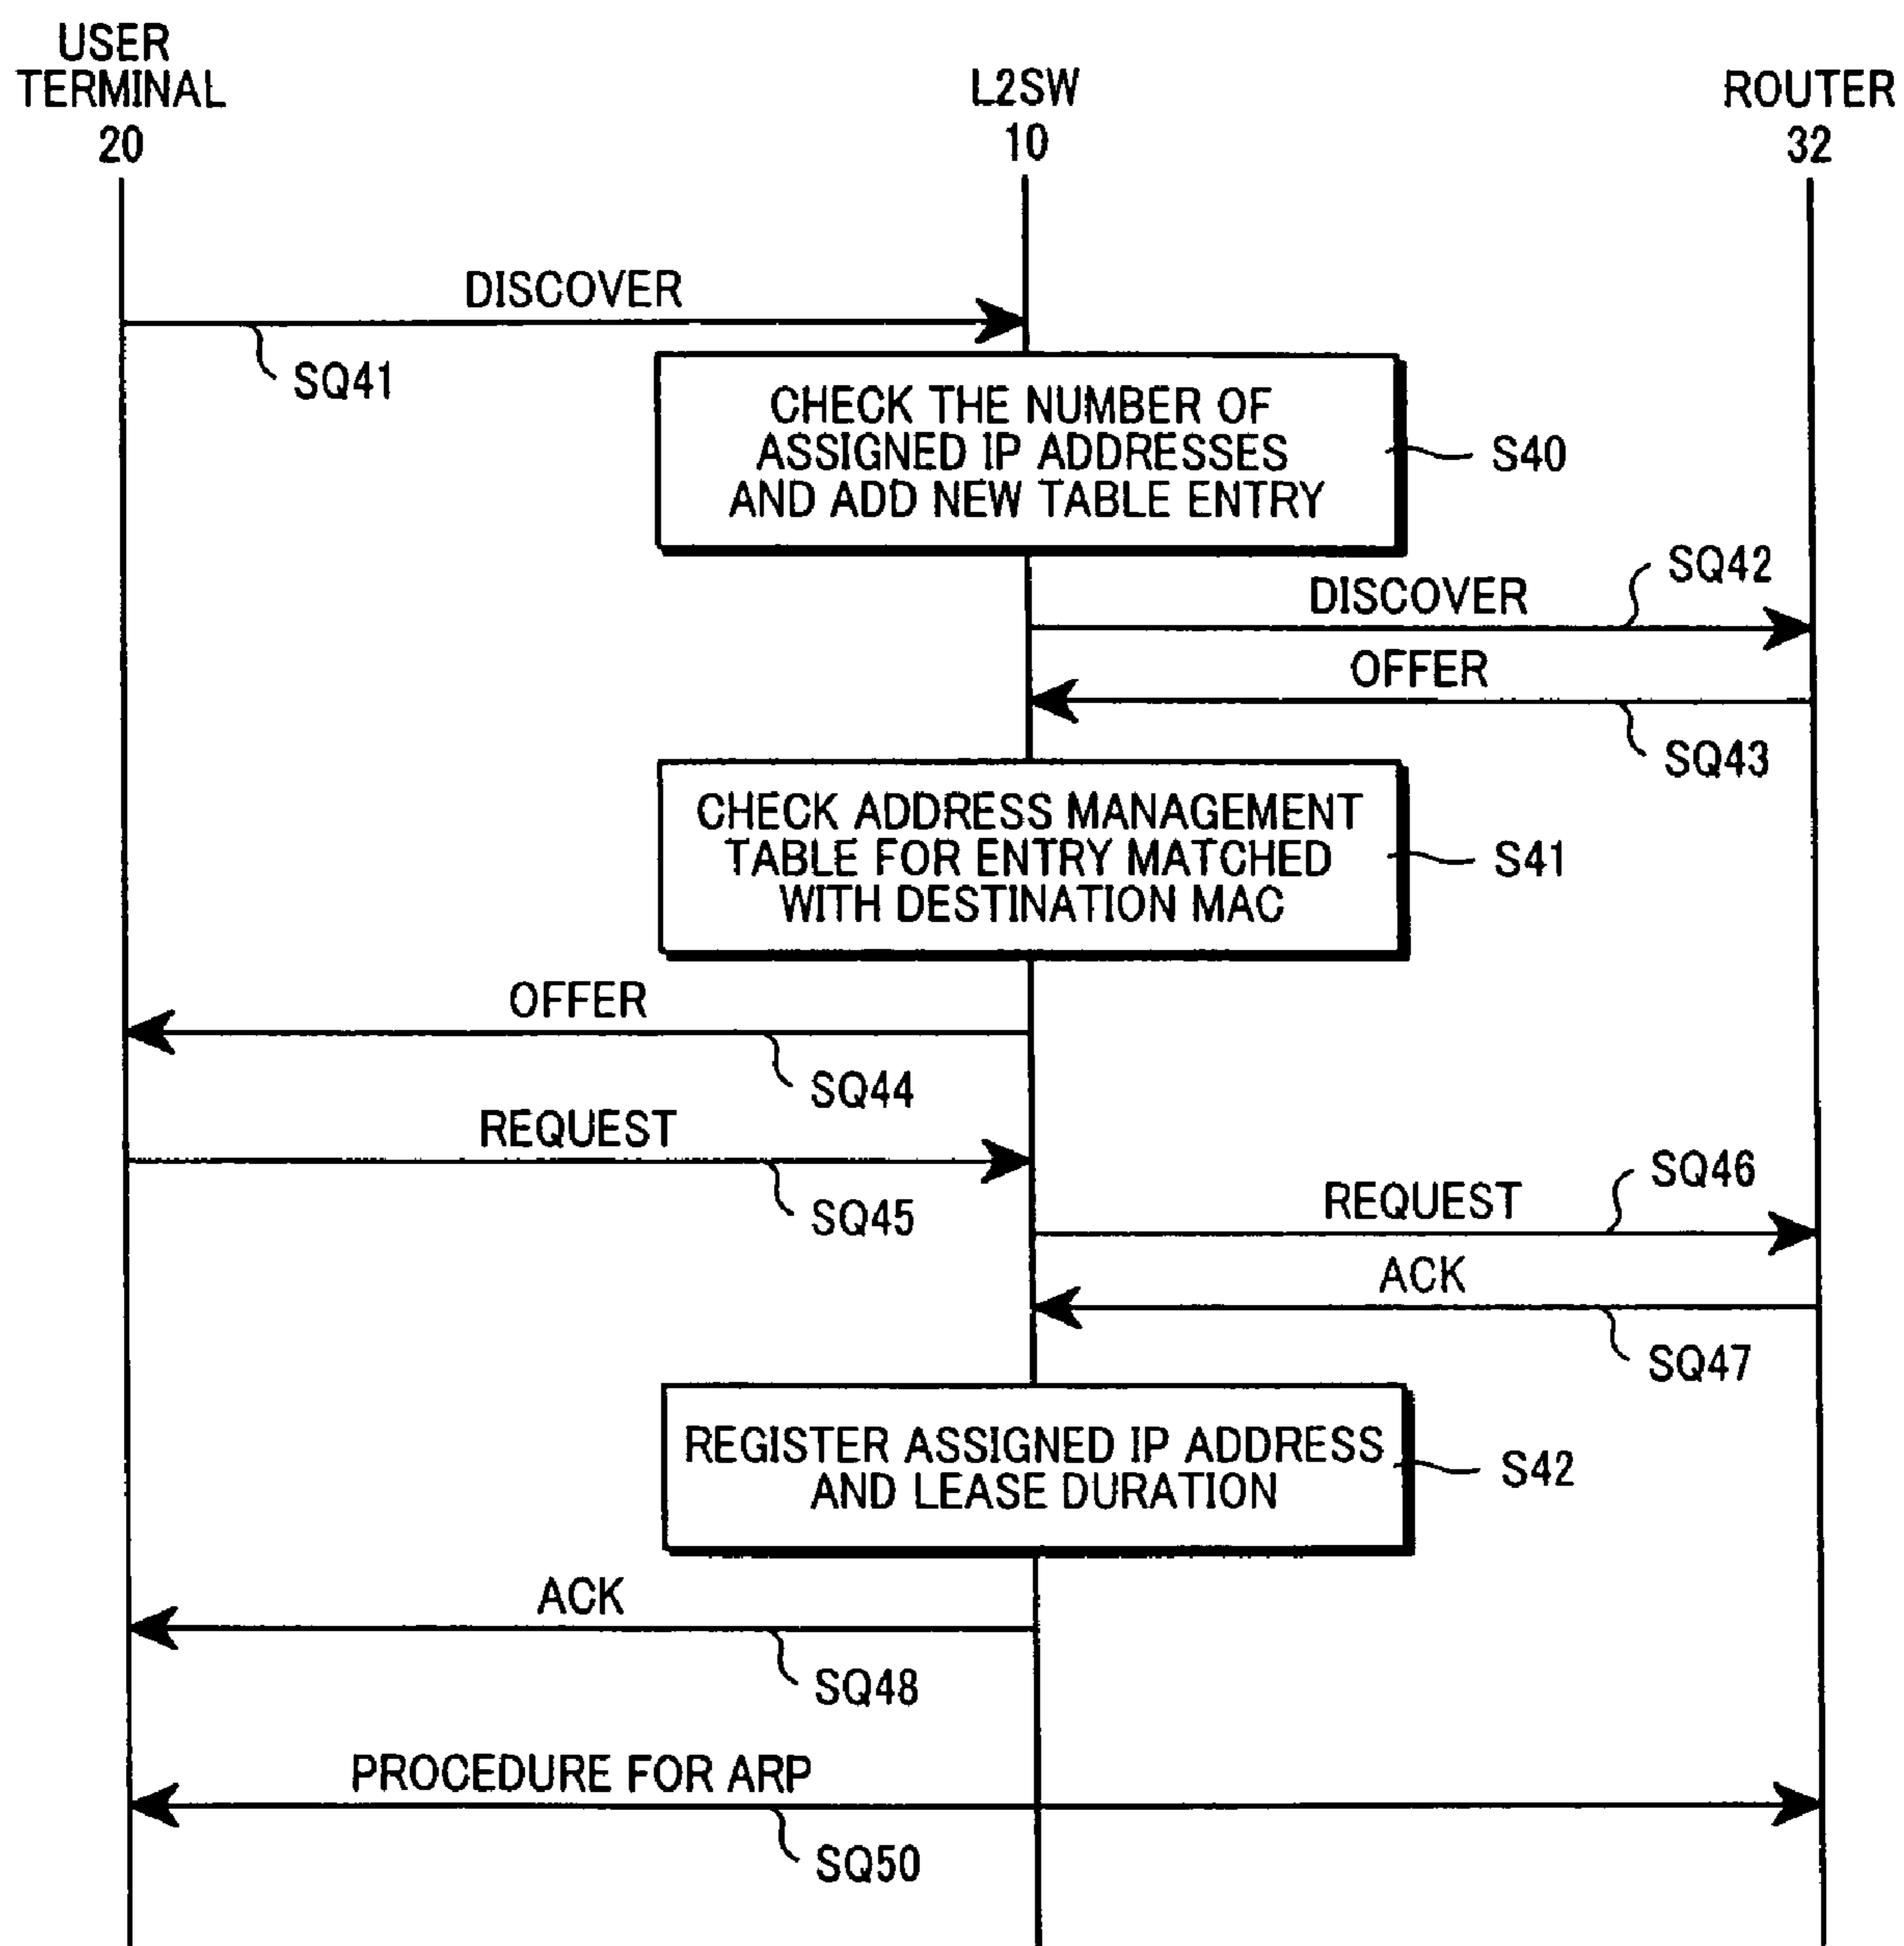 USER
TERMINAL
20
L2SW
10
ROUTER
32
DISCOVER
SQ41
CHECK THE NUMBER OF
ASSIGNED IP ADDRESSES
AND ADD NEW TABLE ENTRY
S40
SQ42
DISCOVER
OFFER
SQ43
CHECK ADDRESS MANAGEMENT
TABLE FOR ENTRY MATCHED
WITH DESTINATION MAC
S41
OFFER
SQ44
REQUEST
SQ45
SQ46
REQUEST
ACK
SQ47
REGISTER ASSIGNED IP ADDRESS
AND LEASE DURATION
S42
ACK
SQ48
PROCEDURE FOR ARP
SQ50